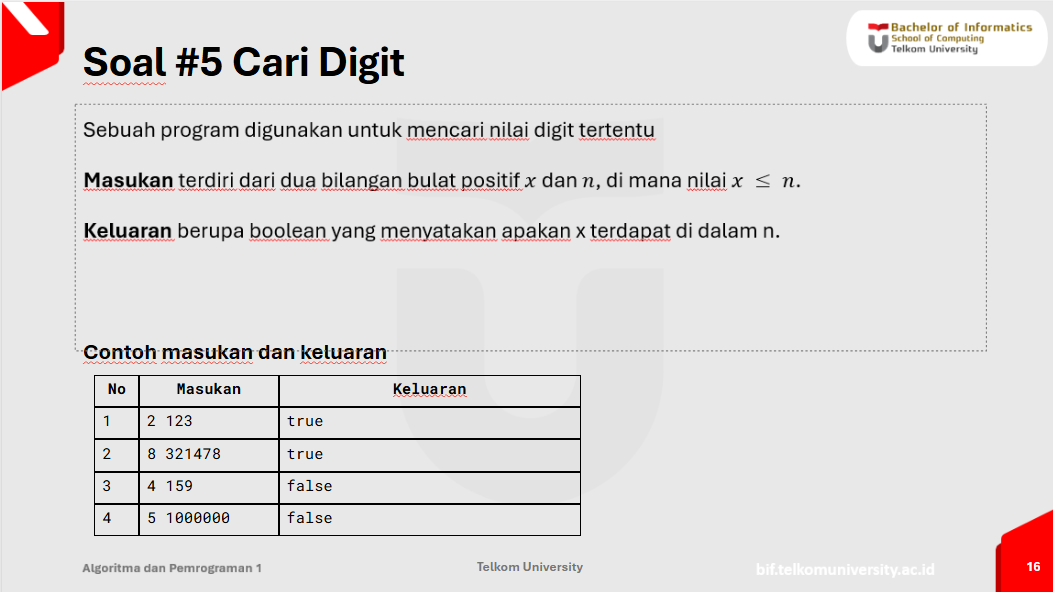 Bachelor of Informatics
School of Computing
Telkom University
Soal #5 Cari Digit
Sebuah program digunakan untuk mencari nilai digit tertentu
Masukan terdiri dari dua bilangan bulat positif x dan n, di mana nilai x ≤ n.
Keluaran berupa boolean yang menyatakan apakan x terdapat di dalam n.
Contoh masukan dan keluaran
No Masukan Keluaran
1 2 123 true
2 8 321478 true
3 4 159 false
4 5 1000000 false
Algoritma dan Pemrograman 1
Telkom University
bif.telkomuniversity.ac.id
16